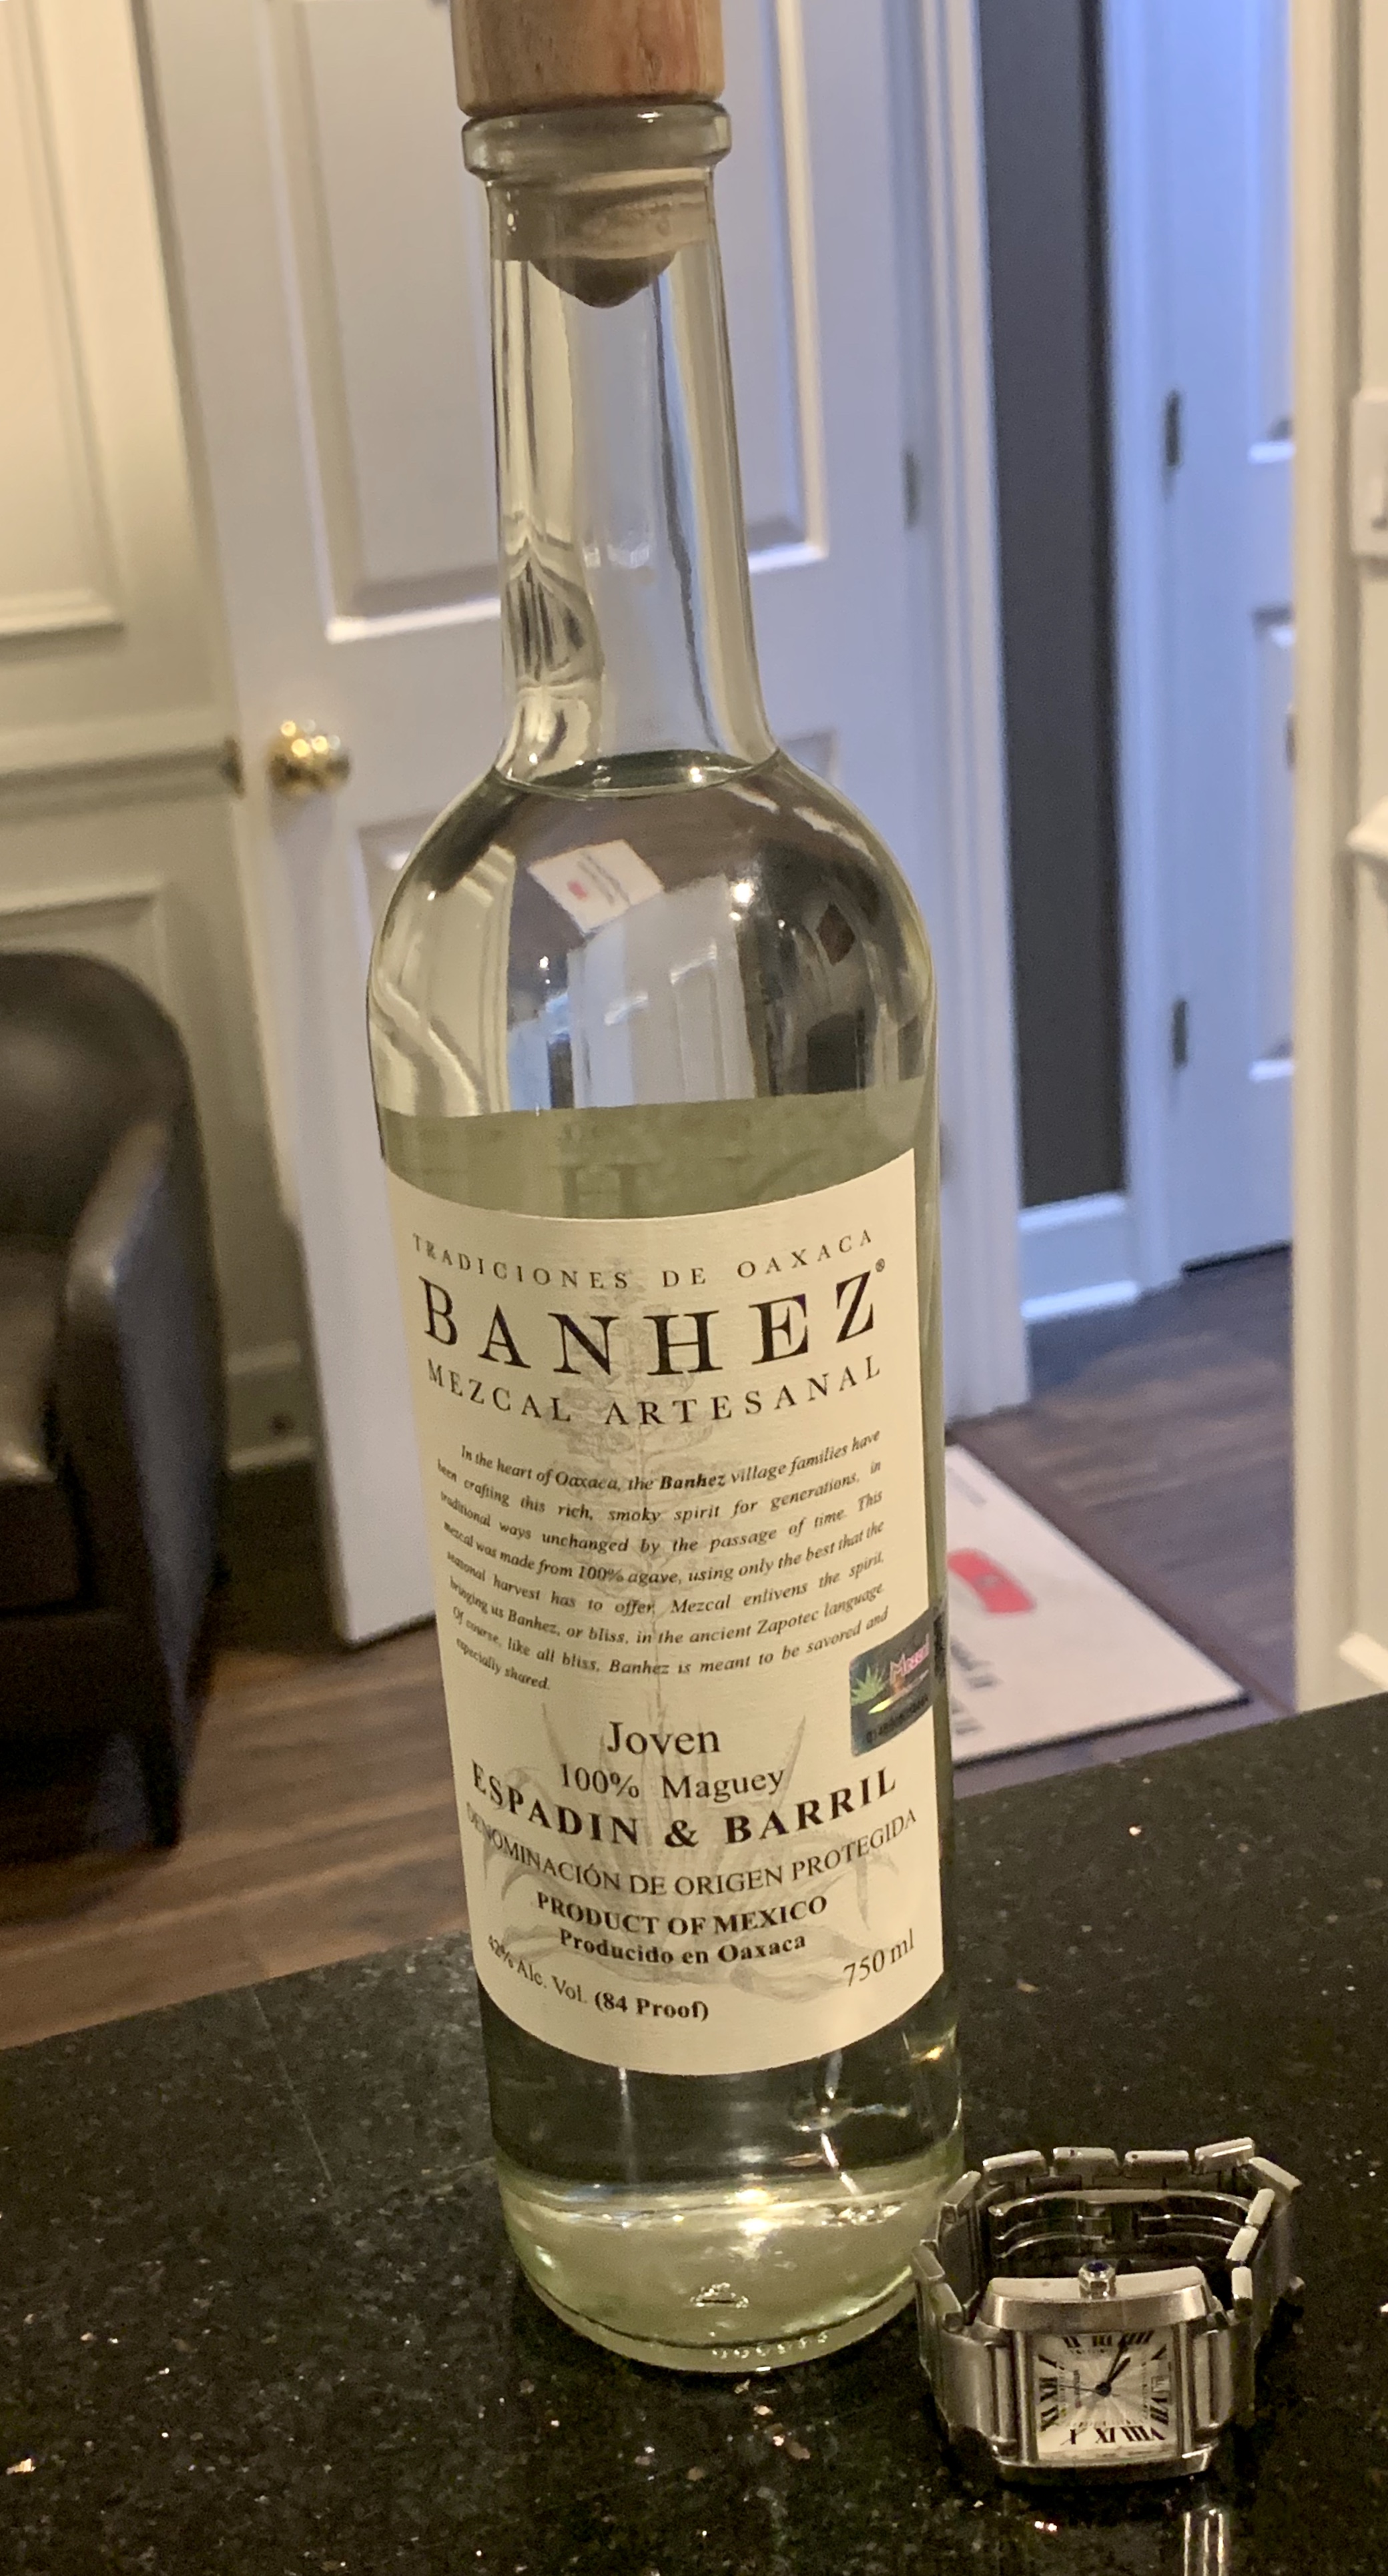 TRADICIONES DE OAXACA
BANHEZ®
MEZCAL ARTESANAL
In the heart of Oaxaca, the Banhez village families have
been crafting this rich, smoky spirit for generations, in
traditional ways unchanged by the passage of time. This
mezcal was made from 100% agave, using only the best that the
seasonal harvest has to offer. Mezcal enlivens the spirit,
bringing us Banhez, or bliss, in the ancient Zapotec language.
Of course, like all bliss, Banhez is meant to be savored and
especially shared.
Mezcal
Joven
100% Maguey
ESPADIN & BARRIL
DENOMINACIÓN DE ORIGEN PROTEGIDA
PRODUCT OF MEXICO
Producido en Oaxaca
42% Alc. Vol. (84 Proof)
750 ml